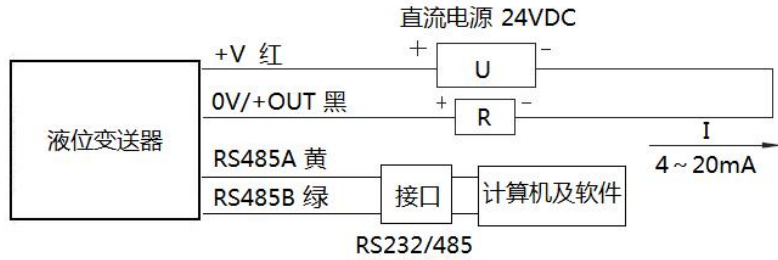 直流电源 24VDC
+V 红
+ U −
0V/+OUT 黑
+ R −
液位变送器
I
4～20mA
RS485A 黄
RS485B 绿
接口
计算机及软件
RS232/485